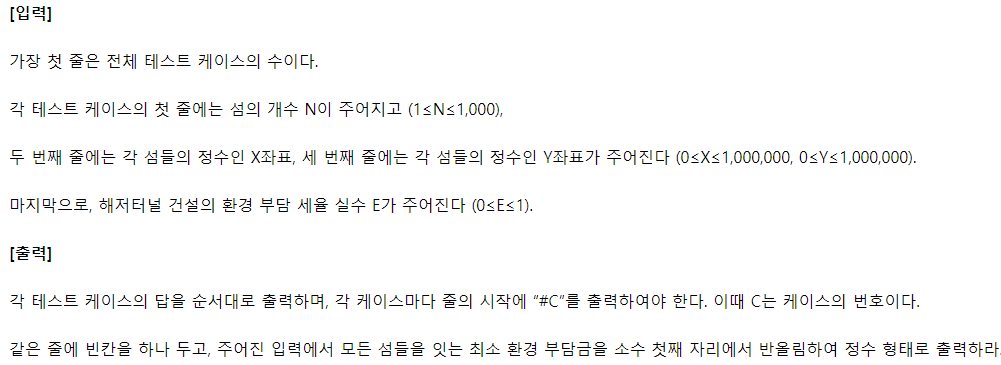 [입력]
가장 첫 줄은 전체 테스트 케이스의 수이다.
각 테스트 케이스의 첫 줄에는 섬의 개수 N이 주어지고 (1≤N≤1,000),
두 번째 줄에는 각 섬들의 정수인 X좌표, 세 번째 줄에는 각 섬들의 정수인 Y좌표가 주어진다 (0≤X≤1,000,000, 0≤Y≤1,000,000).
마지막으로, 해저터널 건설의 환경 부담 세율 실수 E가 주어진다 (0≤E≤1).
[출력]
각 테스트 케이스의 답을 순서대로 출력하며, 각 케이스마다 줄의 시작에 “#C”를 출력하여야 한다. 이때 C는 케이스의 번호이다.
같은 줄에 빈칸을 하나 두고, 주어진 입력에서 모든 섬들을 잇는 최소 환경 부담금을 소수 첫째 자리에서 반올림하여 정수 형태로 출력하라.